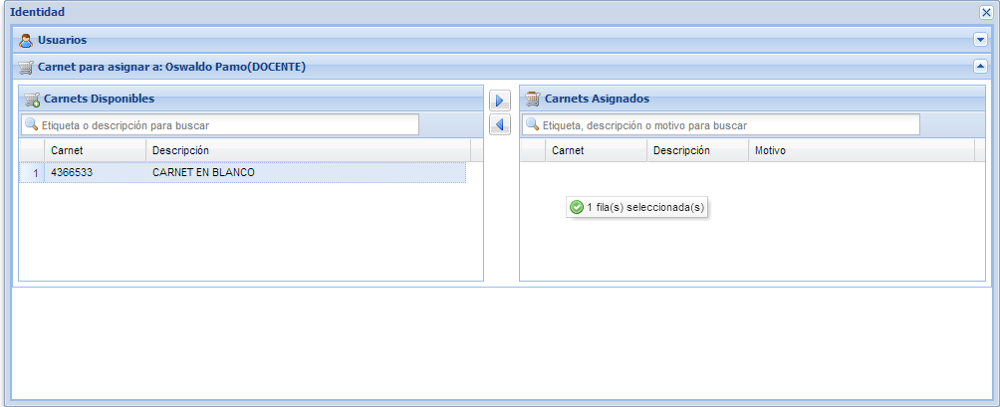 Identidad
Usuarios
Carnet para asignar a: Oswaldo Pamo(DOCENTE)
Carnets Disponibles
Etiqueta o descripción para buscar
Carnet Descripción
1 4366533 CARNET EN BLANCO
Carnets Asignados
Etiqueta, descripción o motivo para buscar
Carnet Descripción Motivo
1 fila(s) seleccionada(s)